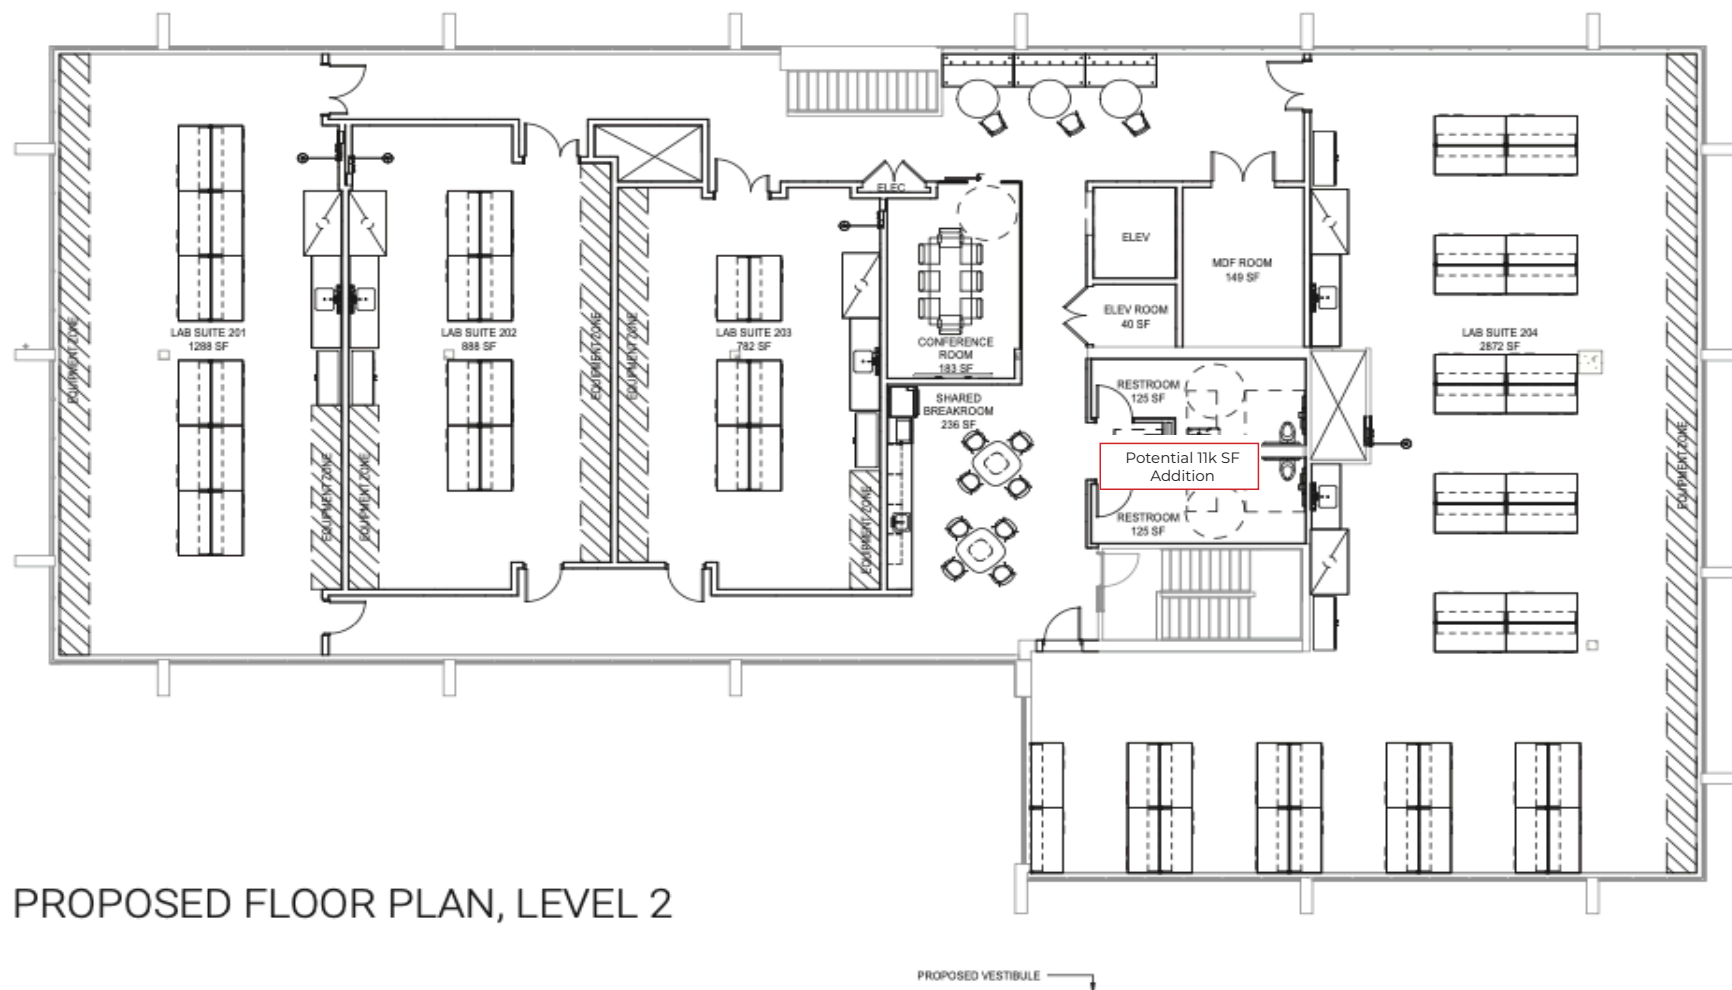 ELEC
ELEV
MDF ROOM
149 SF
ELEV ROOM
40 SF
LAB SUITE 201
1288 SF
LAB SUITE 202
888 SF
LAB SUITE 203
782 SF
CONFERENCE
ROOM
183 SF
LAB SUITE 204
2872 SF
EQUIPMENT ZONE
EQUIPMENT ZONE
EQUIPMENT ZONE
EQUIPMENT ZONE
SHARED
BREAKROOM
236 SF
RESTROOM
125 SF
Potential 11k SF
Addition
RESTROOM
125 SF
EQUIPMENT ZONE
EQUIPMENT ZONE
EQUIPMENT ZONE
PROPOSED FLOOR PLAN, LEVEL 2
PROPOSED VESTIBULE